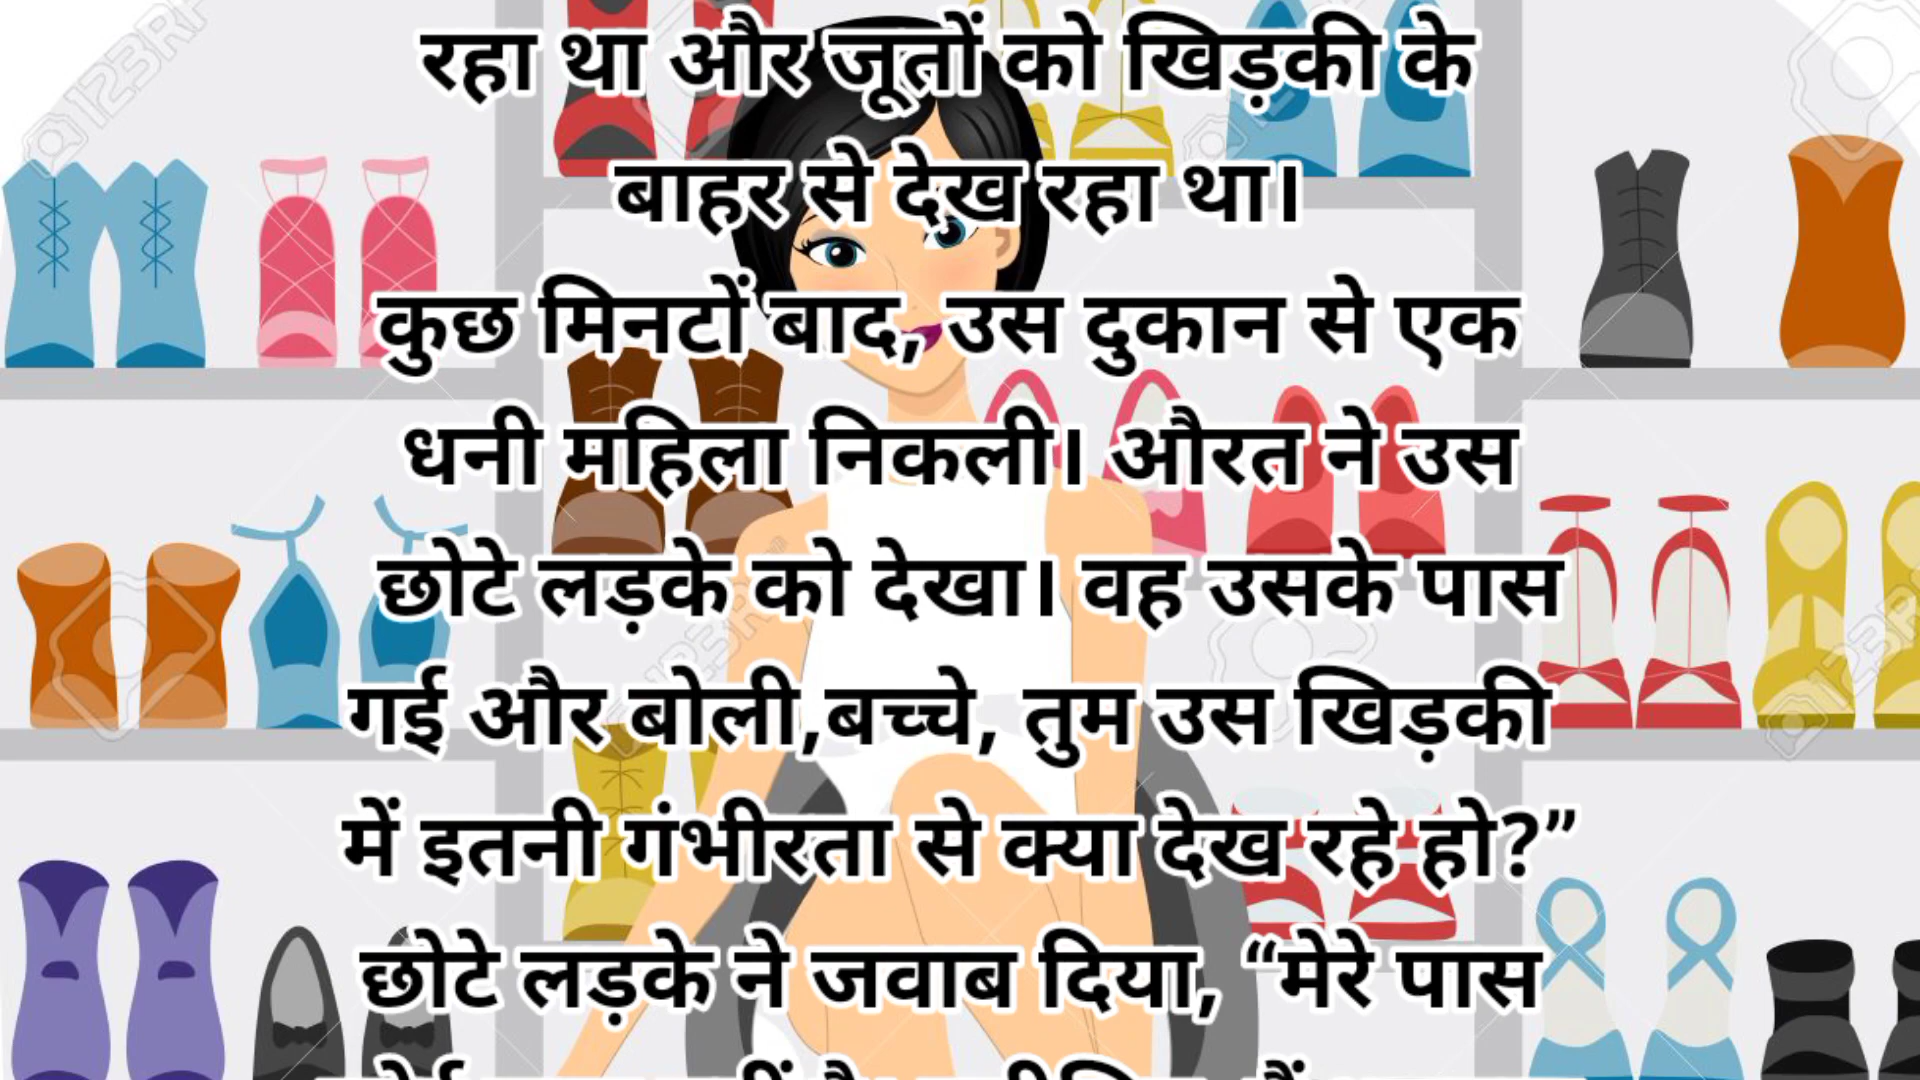 रहा था और जूतों को खिड़की के
बाहर से देख रहा था।
कुछ मिनटों बाद, उस दुकान से एक
धनी महिला निकली। औरत ने उस
छोटे लड़के को देखा। वह उसके पास
गई और बोली,बच्चे, तुम उस खिड़की
में इतनी गंभीरता से क्या देख रहे हो?”
छोटे लड़के ने जवाब दिया, “मेरे पास